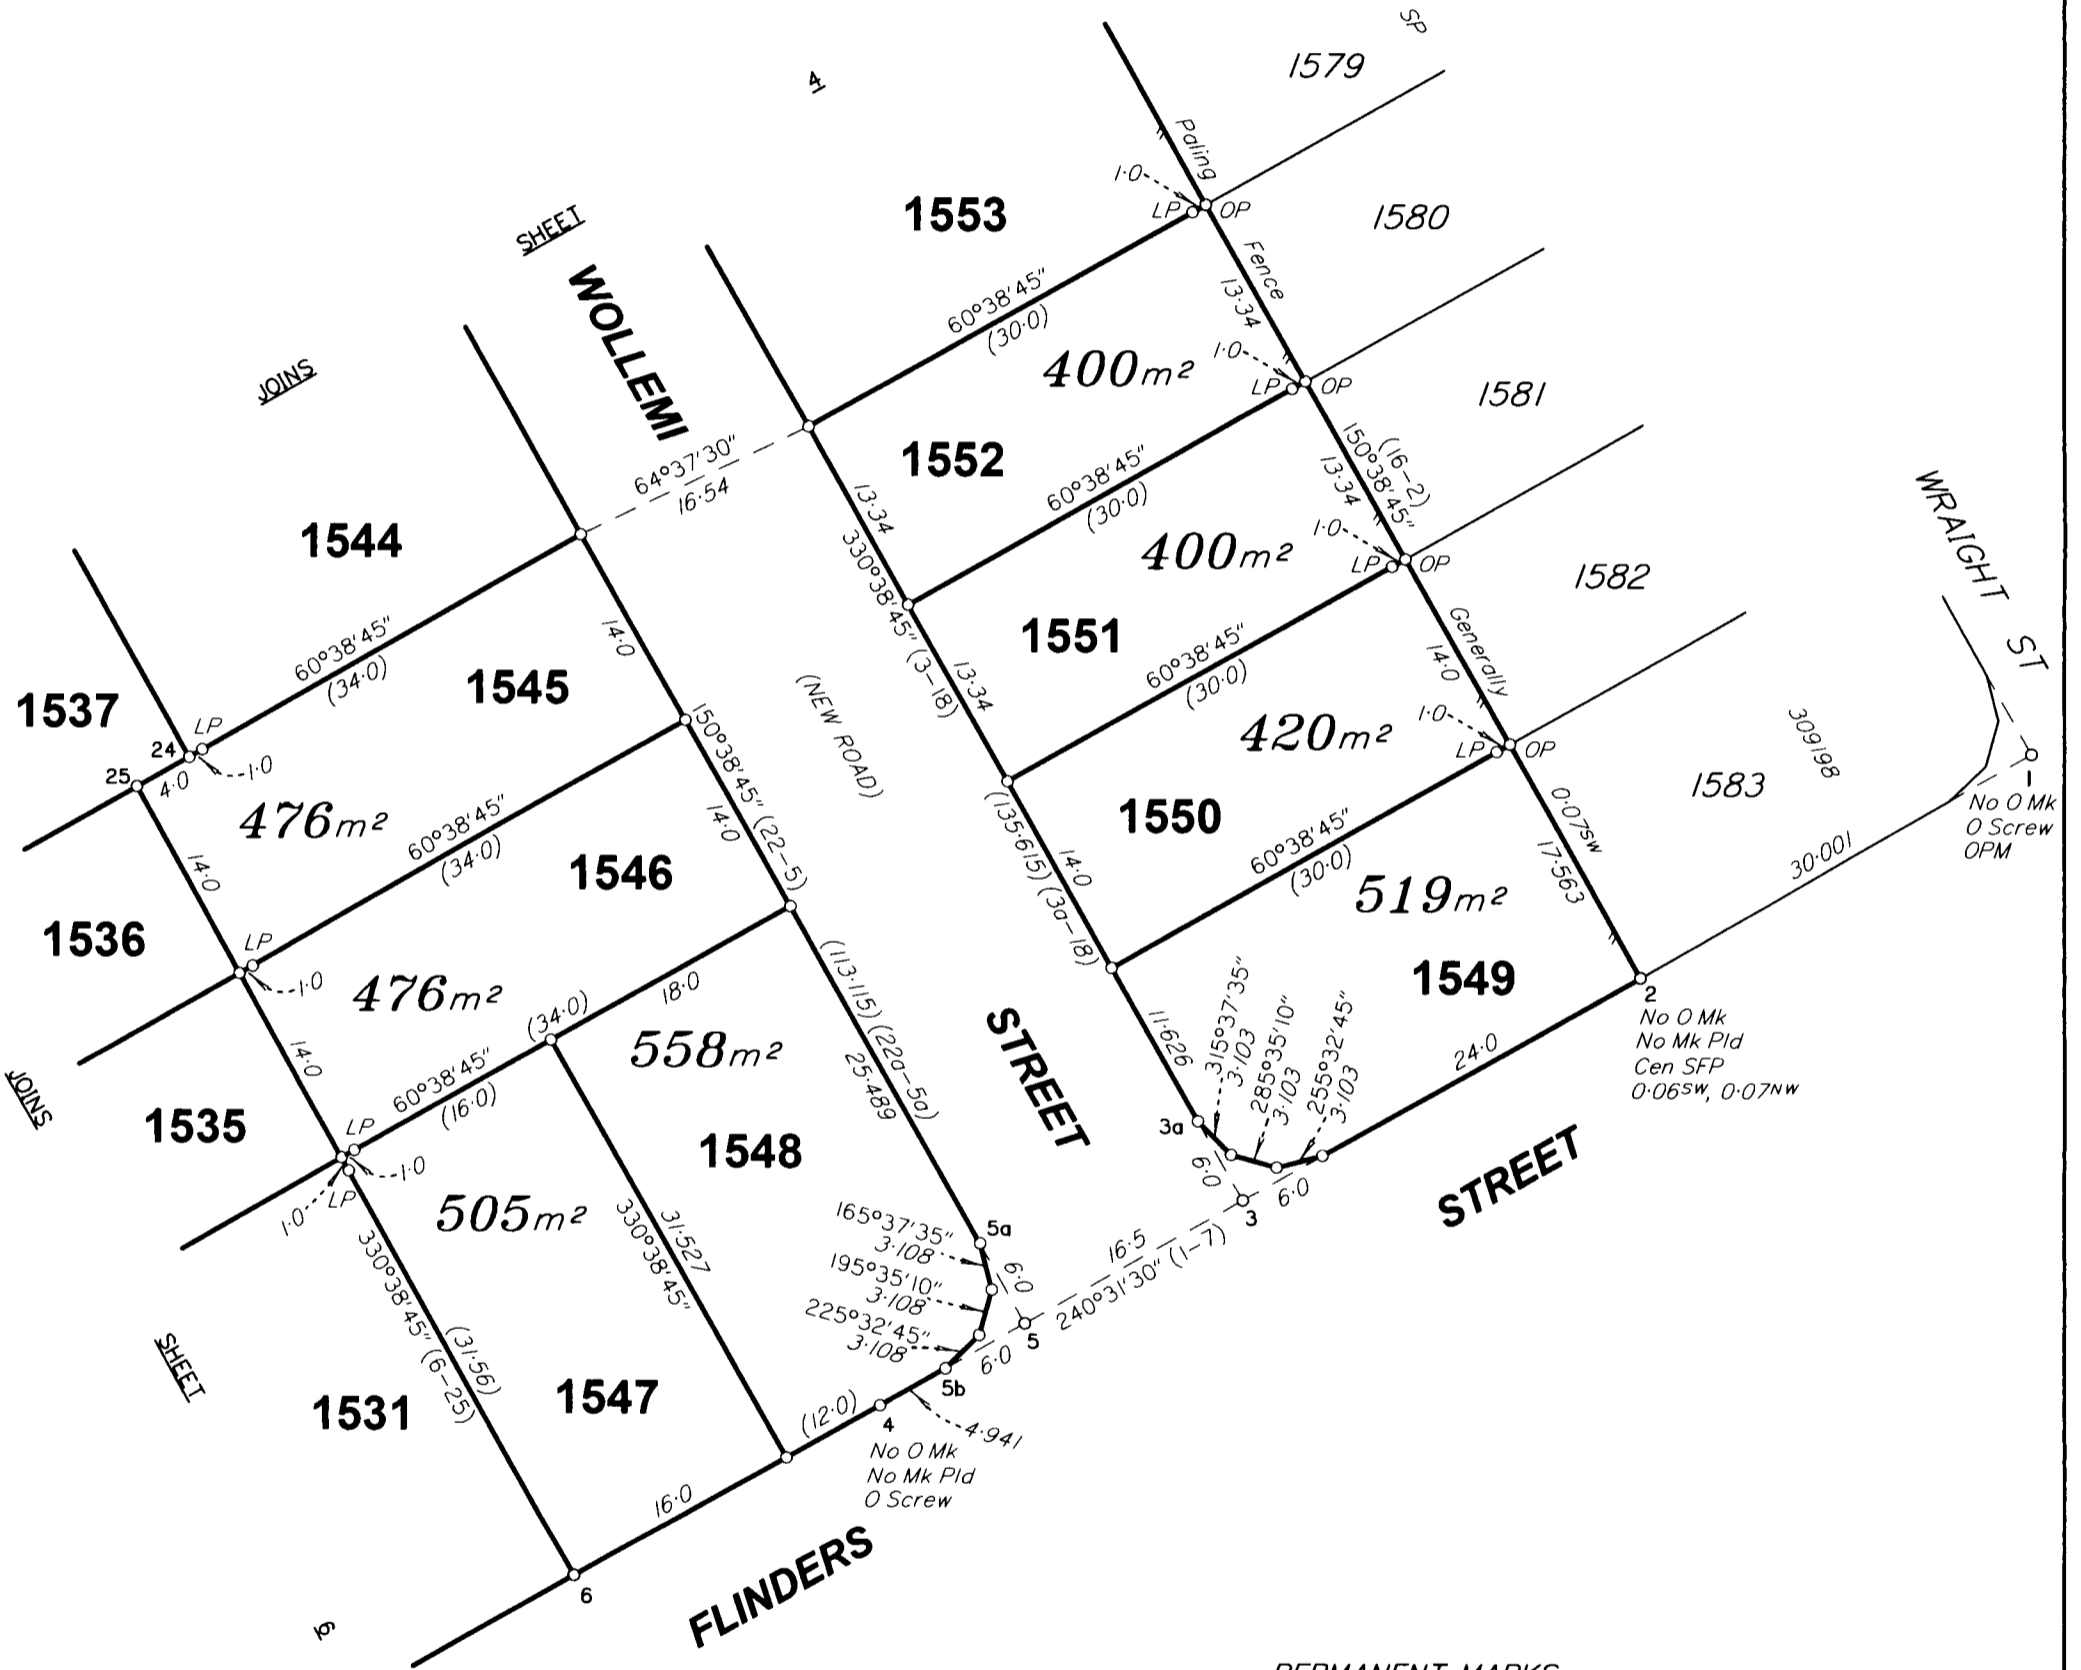 SP
1579
4
Paling
1·0
LP
OP
1553
1580
SHEET
WOLLEMI
Fence
13·34
60°38'45"
(30·0)
400m²
1·0
LP
OP
JOINS
1581
150°38'45"
(16-2)
13·34
64°37'30"
16·54
1552
60°38'45"
(30·0)
WRAIGHT ST
13·34
330°38'45" (3-18)
1544
400m²
1·0
LP
OP
1582
14·0
60°38'45"
(34·0)
1545
1551
13·34
60°38'45"
(30·0)
Generally
14·0
1537
(NEW ROAD)
24
LP
1·0
25
4·0
150°38'45" (22-5)
420m²
1·0
LP
OP
309198
1
No O Mk
O Screw
OPM
1583
476m²
60°38'45"
(34·0)
14·0
(135·615) (3a-18)
14·0
1550
60°38'45"
(30·0)
0·07SW
17·563
30·001
14·0
1546
519m²
1536
LP
1·0
476m²
(34·0)
18·0
(113·115) (22a-5a)
25·489
STREET
11·626
315°37'35"
3·103
285°35'10"
3·103
255°32'45"
3·103
1549
2
No O Mk
No Mk Pld
Cen SFP
0·06SW, 0·07NW
24·0
JOINS
14·0
60°38'45"
(16·0)
558m²
1535
LP
1·0
1·0
LP
1548
3a
6·0
6·0
3
STREET
505m²
31·527
330°38'45"
165°37'35"
3·108
195°35'10"
3·108
225°32'45"
3·108
5a
6·0
16·5
240°31'30" (1-7)
5
6·0
5b
330°38'45" (6-25)
(31·56)
SHEET
1531
1547
(12·0)
4
4·941
No O Mk
No Mk Pld
O Screw
16·0
6
FLINDERS
6
PERMANENT MARKS